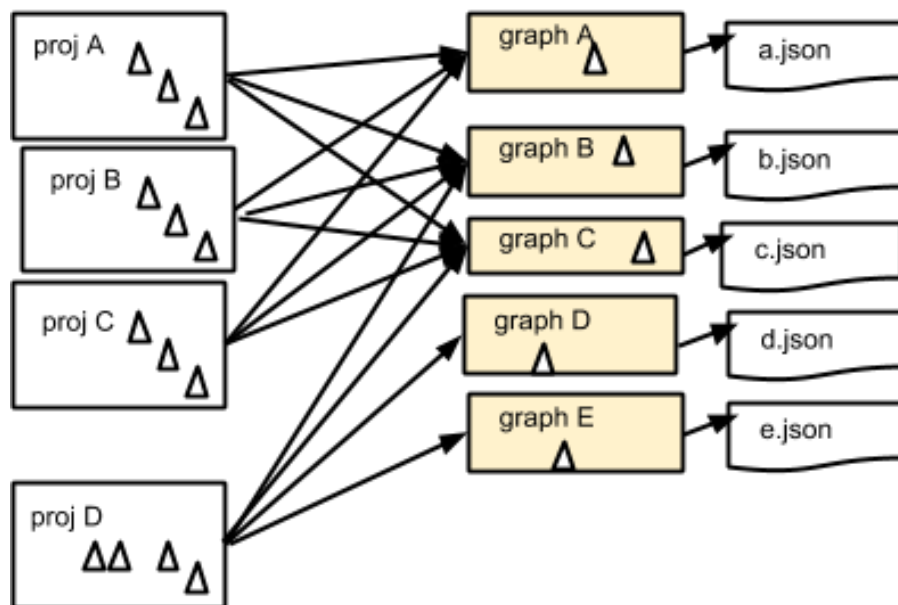 proj A
graph A
a.json
proj B
graph B
b.json
graph C
c.json
proj C
graph D
d.json
graph E
e.json
proj D